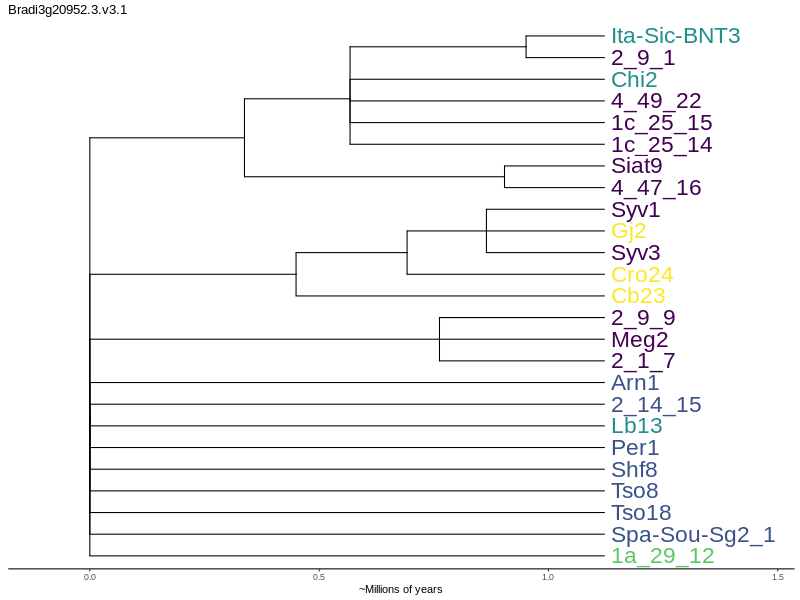 Bradi3g20952.3.v3.1
Ita-Sic-BNT3
2_9_1
Chi2
4_49_22
1c_25_15
1c_25_14
Siat9
4_47_16
Syv1
Gj2
Syv3
Cro24
Cb23
2_9_9
Meg2
2_1_7
Arn1
2_14_15
Lb13
Per1
Shf8
Tso8
Tso18
Spa-Sou-Sg2_1
1a_29_12
0.0 0.5 1.0 1.5
~Millions of years